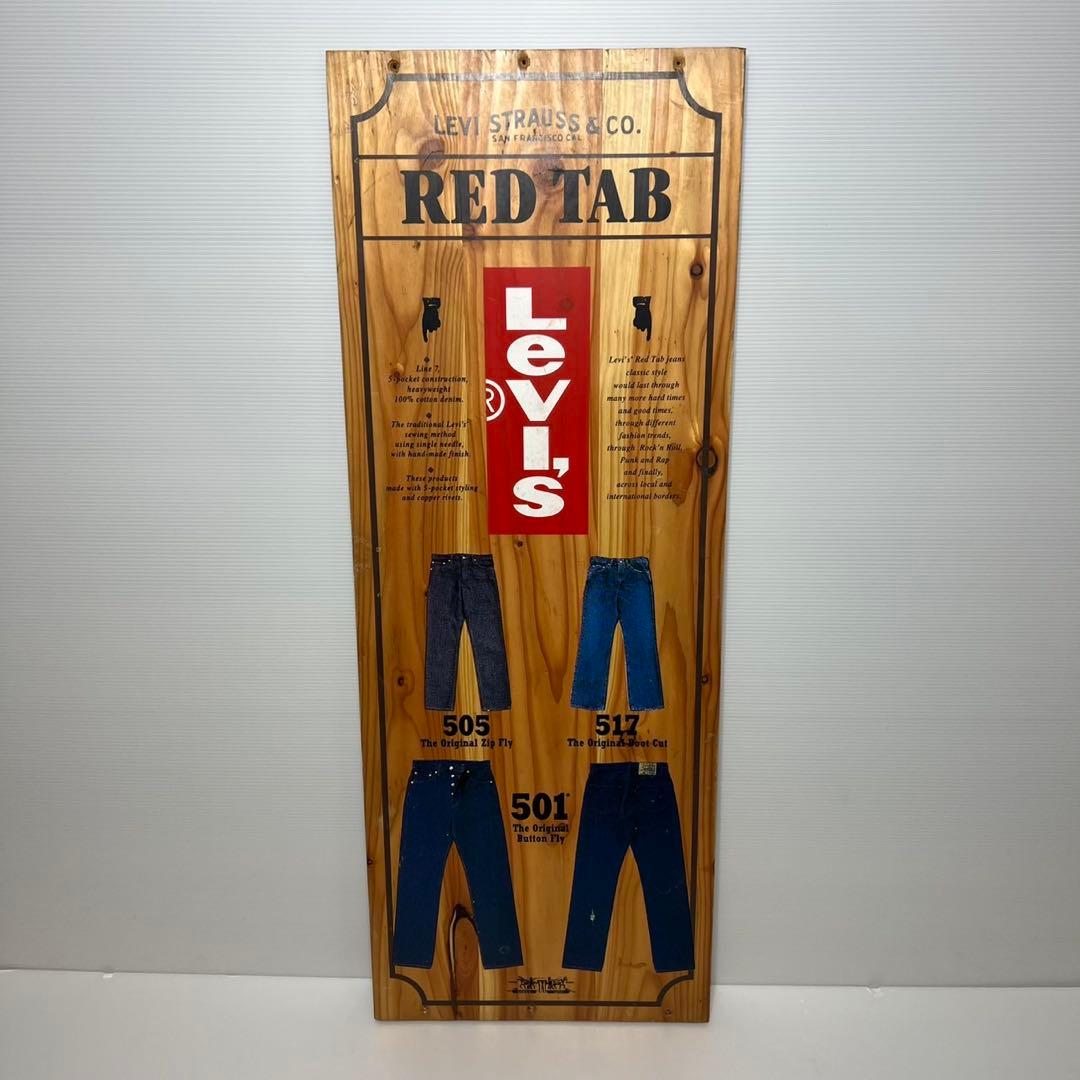 LEVI STRAUSS & CO.
SAN FRANCISCO CAL.
RED TAB
Levi's
®
Line 7,
5-pocket construction,
heavyweight
100% cotton denim.
The traditional Levi's®
sewing method
using single needle,
with hand-made finish.
These products
made with 5-pocket styling
and copper rivets.
Levi's® Red Tab jeans
classic style
would last through
many more hard times
and good times,
through different
fashion trends,
through Rock'n Roll,
Punk and Rap
and finally,
across local and
international borders.
505
The Original Zip Fly
517
The Original Boot Cut
501®
The Original
Button Fly